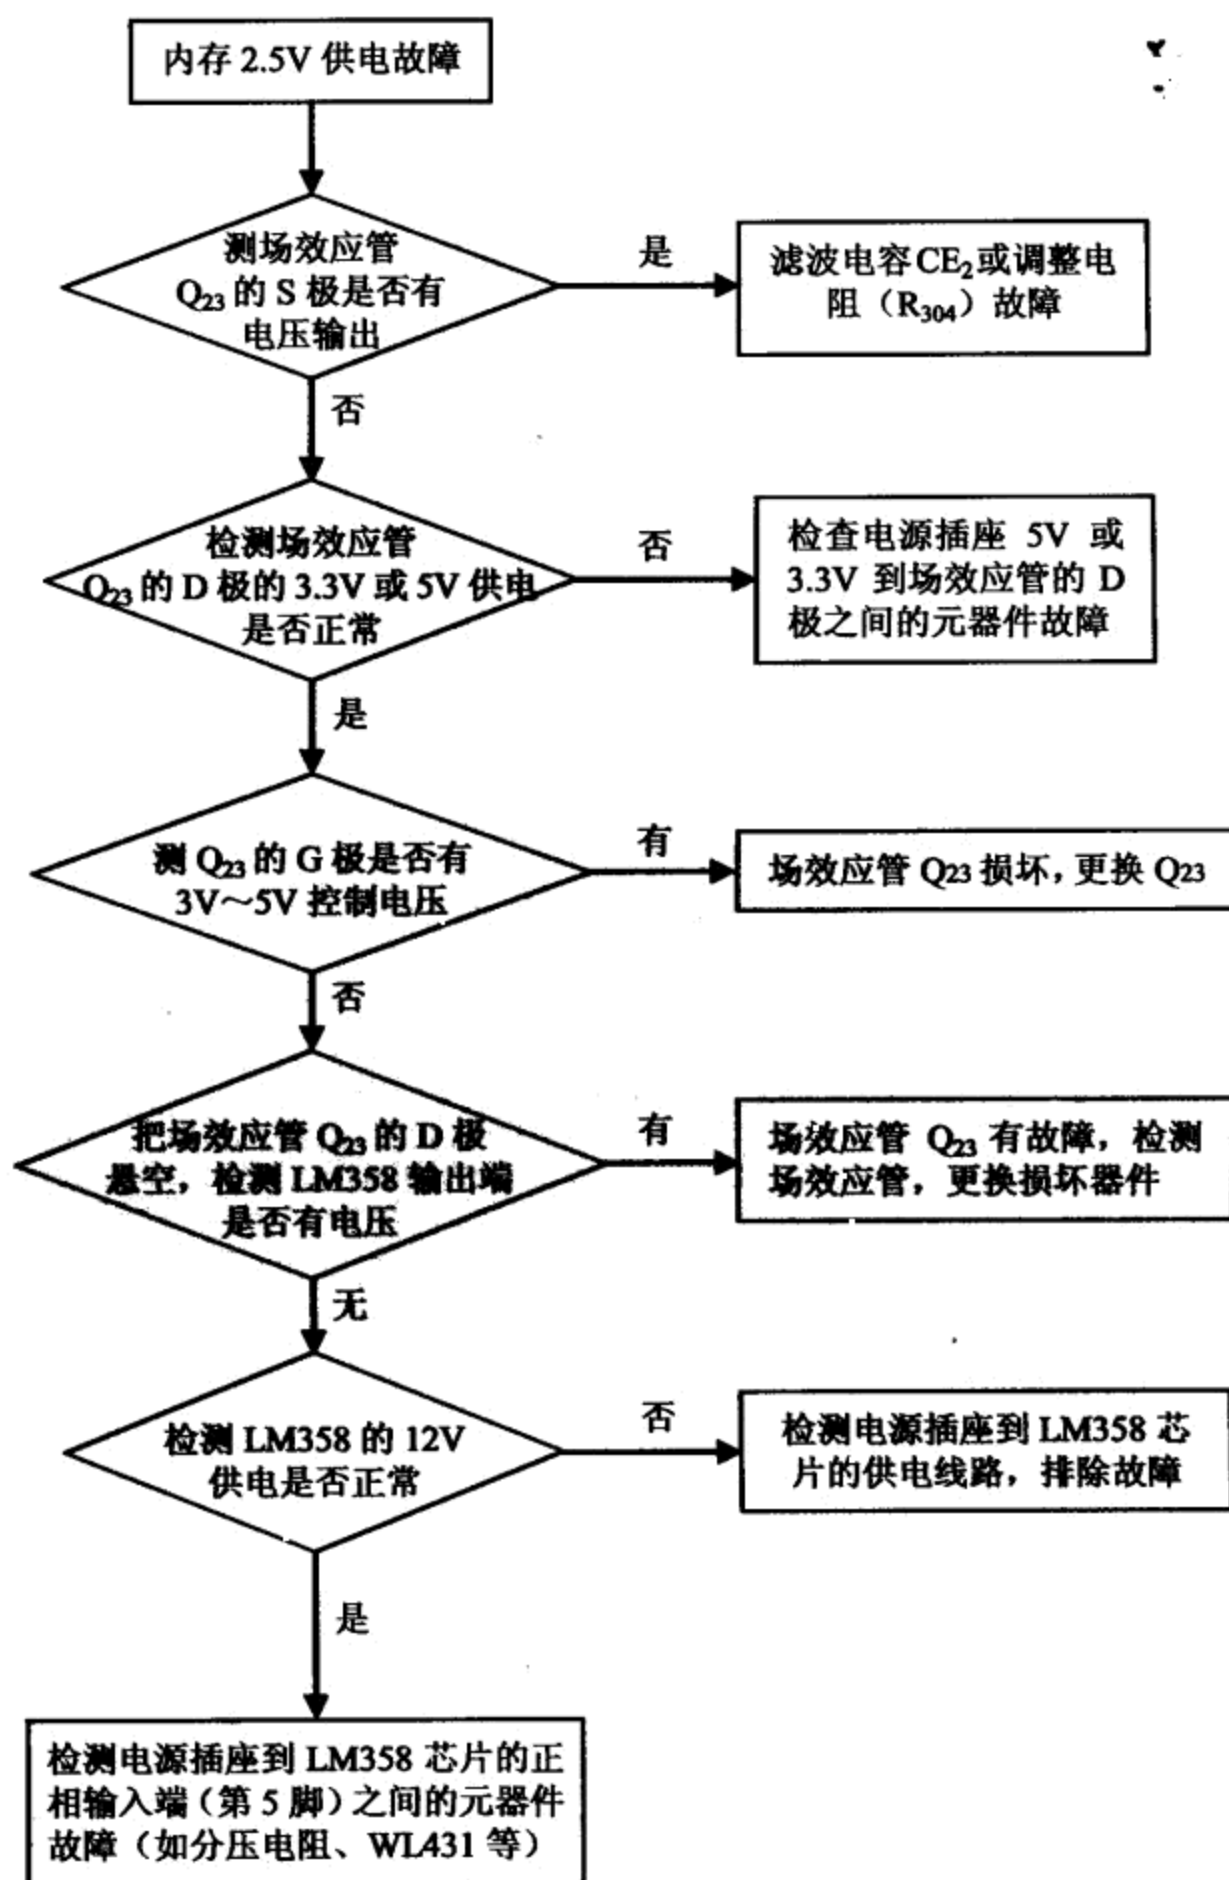 内存 2.5V 供电故障
测场效应管
Q₂₃ 的 S 极是否有
电压输出
是
滤波电容CE₂或调整电
阻（R₃₀₄）故障
否
检测场效应管
Q₂₃ 的 D 极的 3.3V 或 5V 供电
是否正常
否
检查电源插座 5V 或
3.3V 到场效应管的 D
极之间的元器件故障
是
测 Q₂₃ 的 G 极是否有
3V～5V 控制电压
有
场效应管 Q23 损坏，更换 Q23
否
把场效应管 Q₂₃ 的 D 极
悬空，检测 LM358 输出端
是否有电压
有
场效应管 Q₂₃ 有故障，检测
场效应管，更换损坏器件
无
检测 LM358 的 12V
供电是否正常
否
检测电源插座到 LM358 芯
片的供电线路，排除故障
是
检测电源插座到 LM358 芯片的正
相输入端（第 5 脚）之间的元器件
故障（如分压电阻、WL431 等）